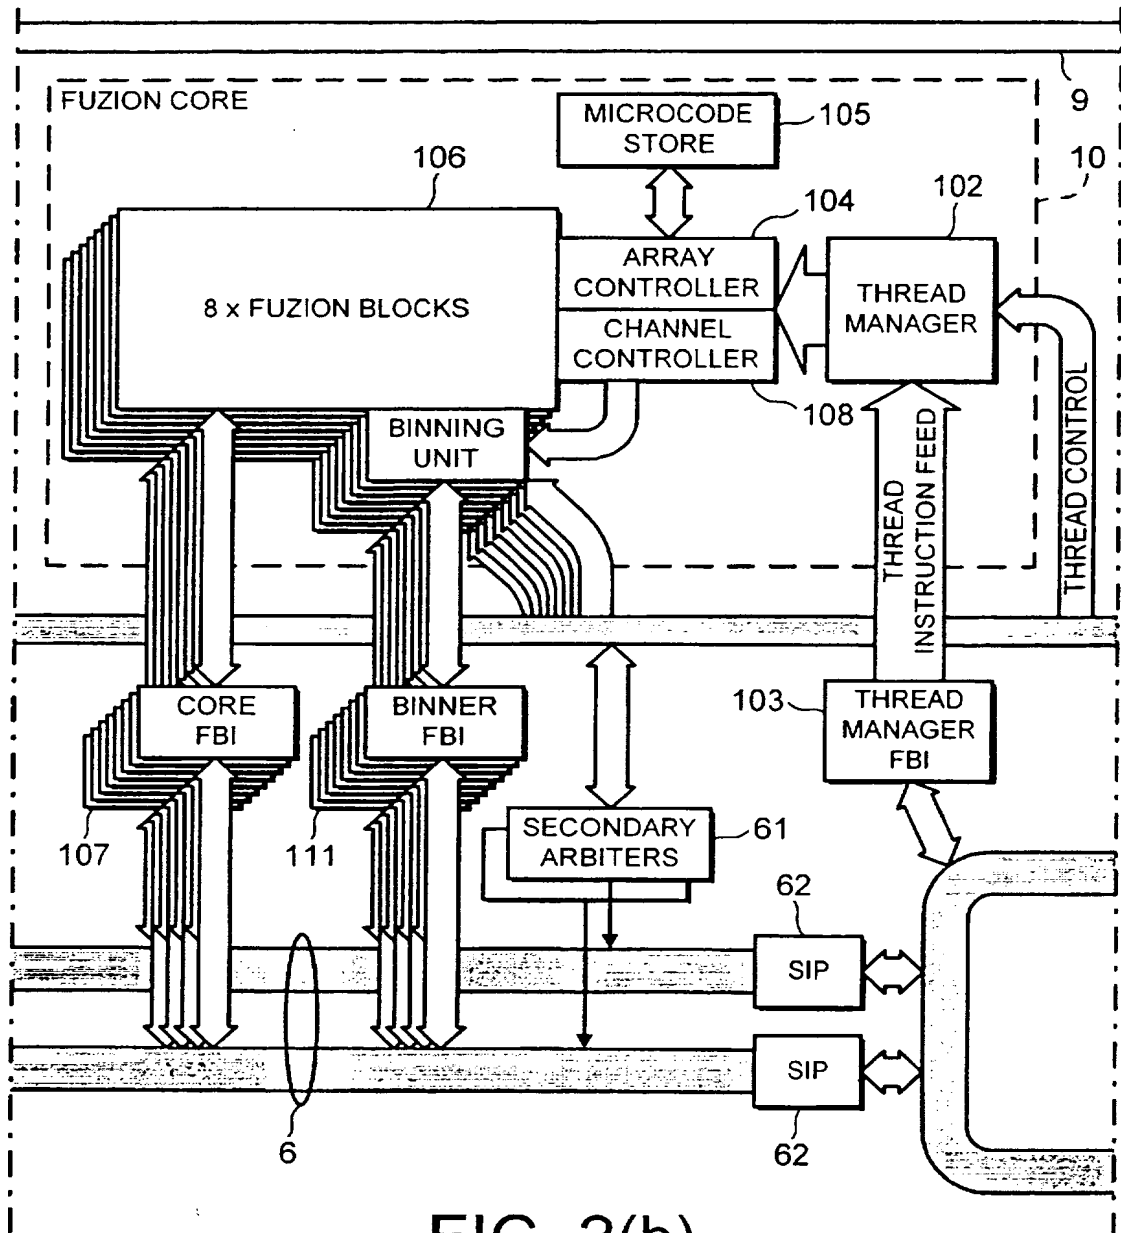 9
FUZION CORE
MICROCODE
STORE
105
10
106
104
102
8 x FUZION BLOCKS
ARRAY
CONTROLLER
CHANNEL
CONTROLLER
THREAD
MANAGER
108
BINNING
UNIT
THREAD
INSTRUCTION FEED
THREAD CONTROL
CORE
FBI
BINNER
FBI
103
THREAD
MANAGER
FBI
107
111
SECONDARY
ARBITERS
61
62
SIP
SIP
6
62